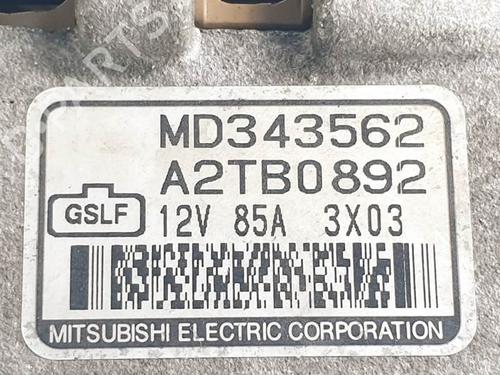 MD343562
A2TB0892
GSLF
12V 85A 3X03
MITSUBISHI ELECTRIC CORPORATION